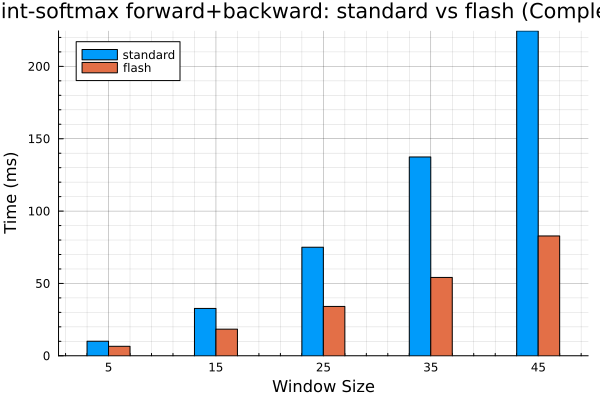 int-softmax forward+backward: standard vs flash (Comple
standard
flash
Time (ms)
200
150
100
50
0
5
15
25
35
45
Window Size